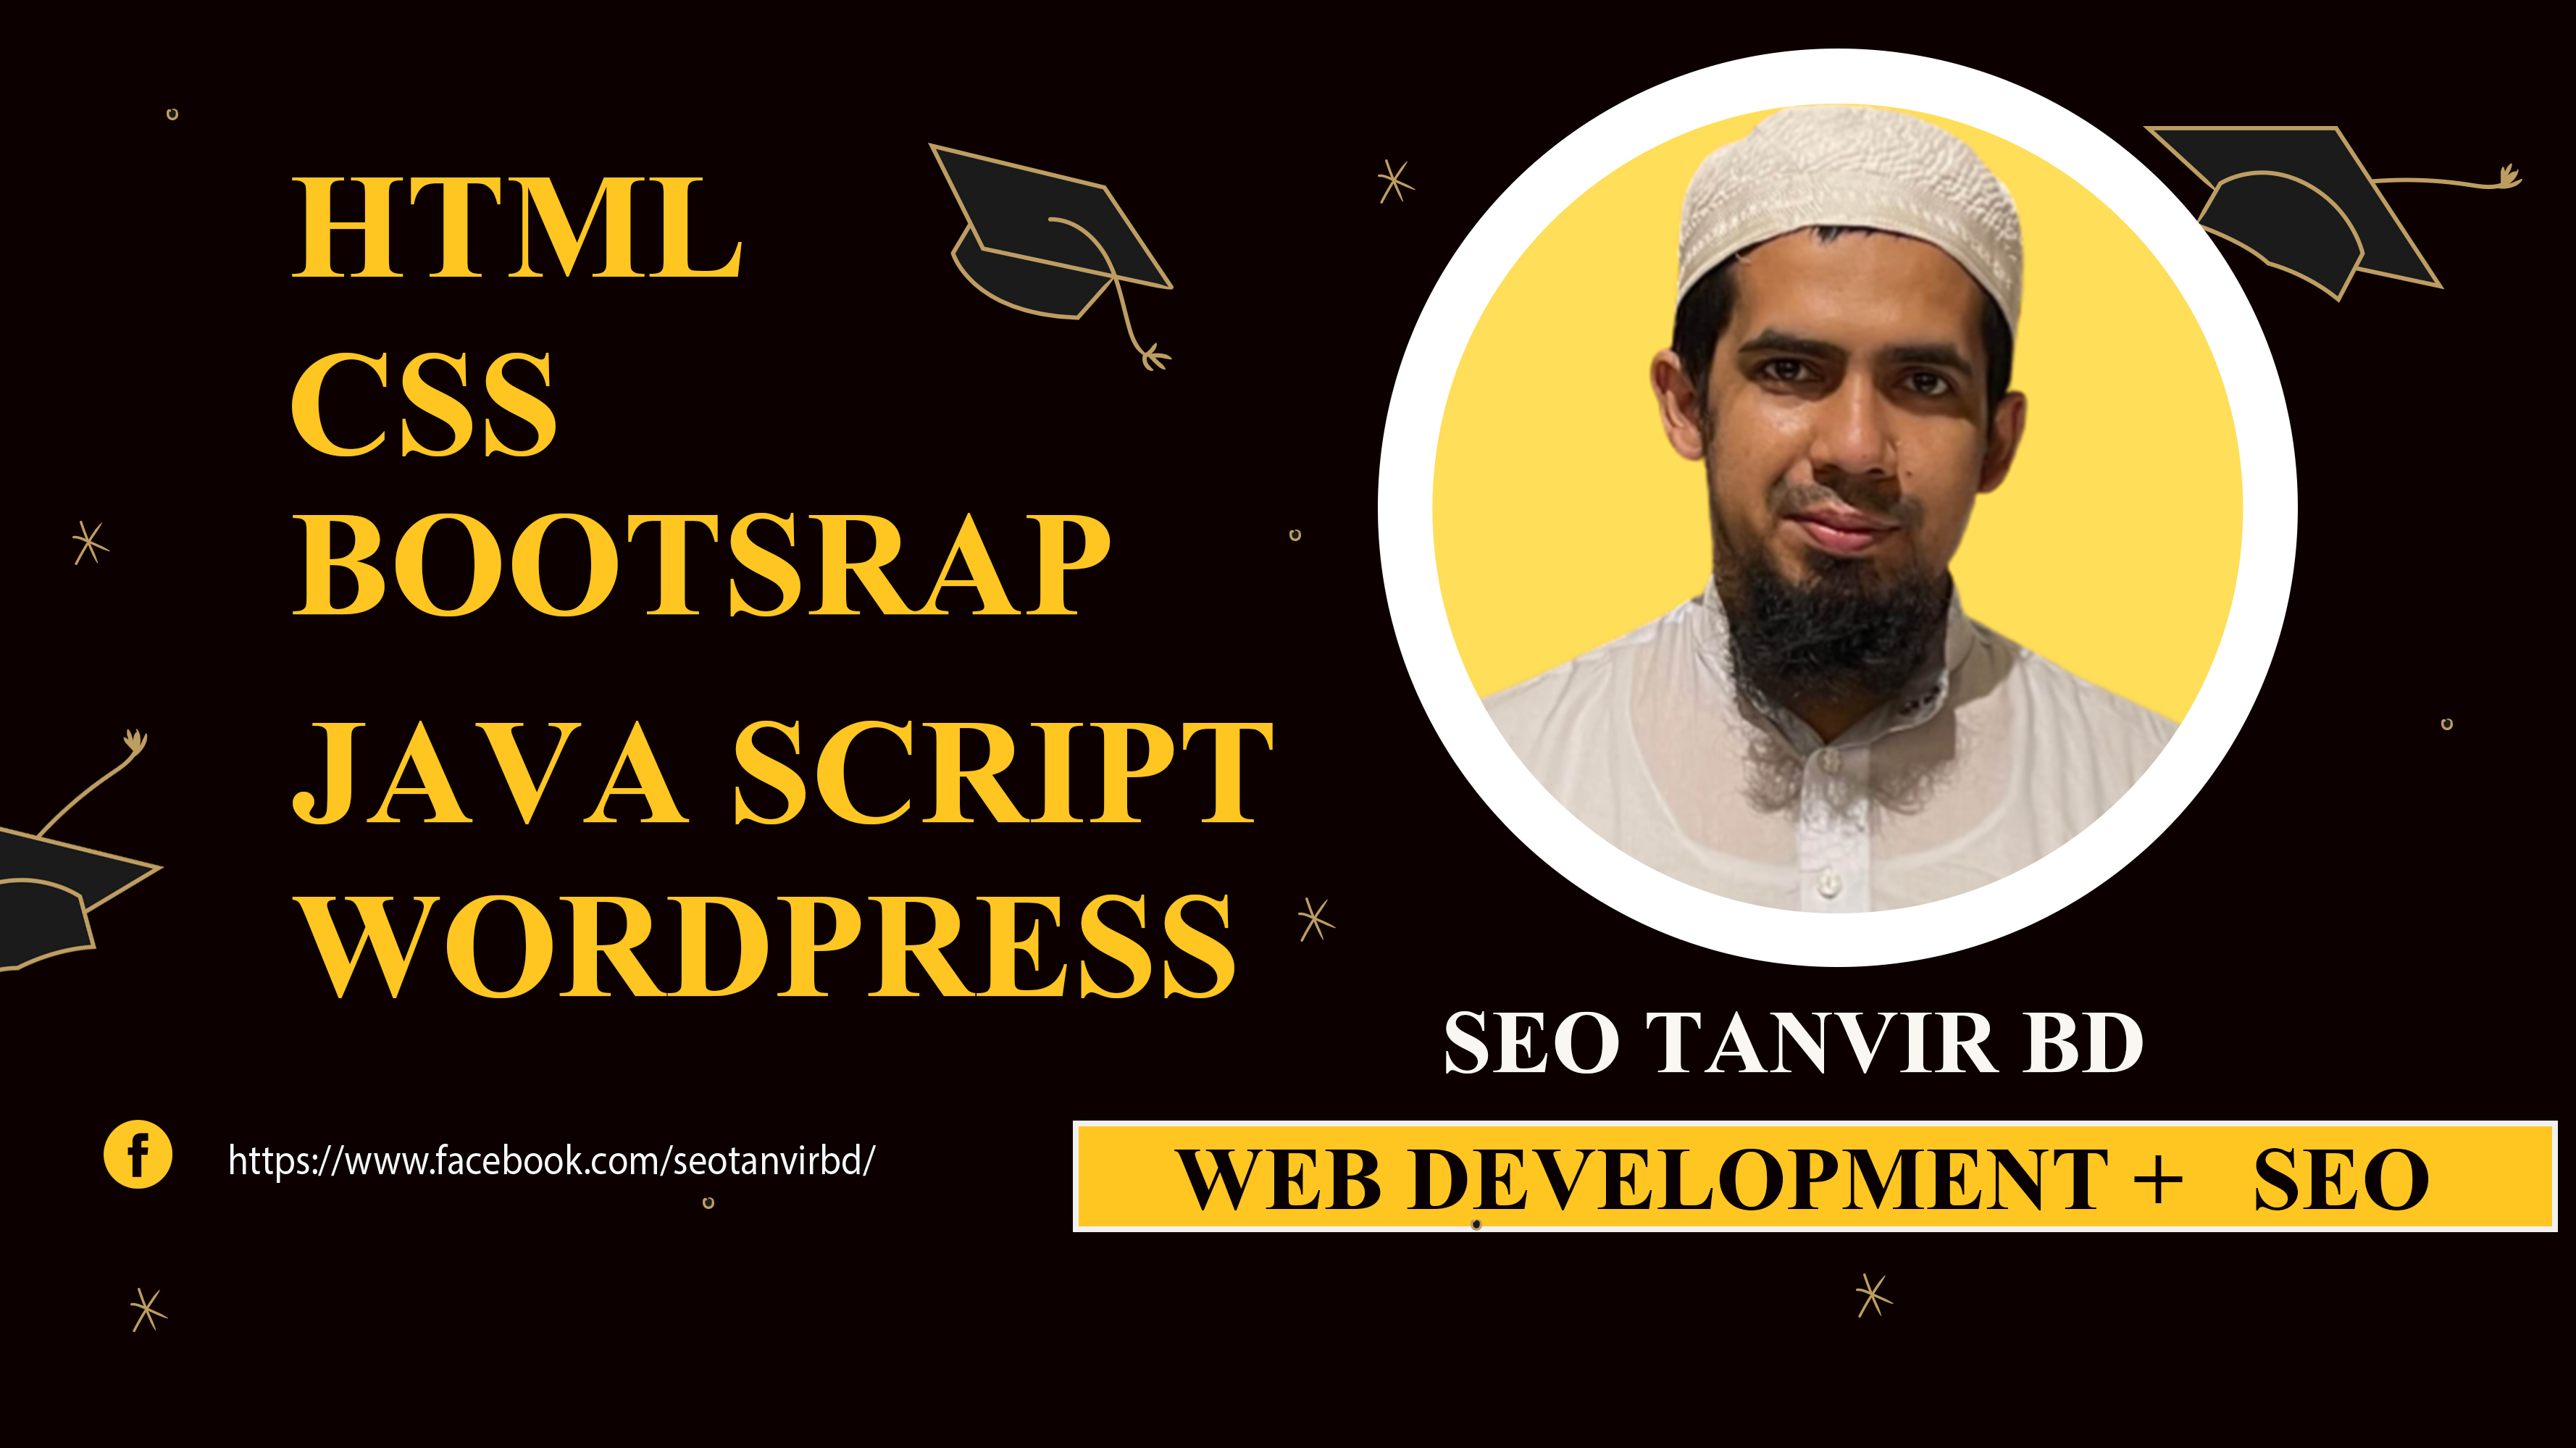 HTML
CSS
BOOTSRAP
JAVA SCRIPT
WORDPRESS
SEO TANVIR BD
https://www.facebook.com/seotanvirbd/
WEB DEVELOPMENT + SEO